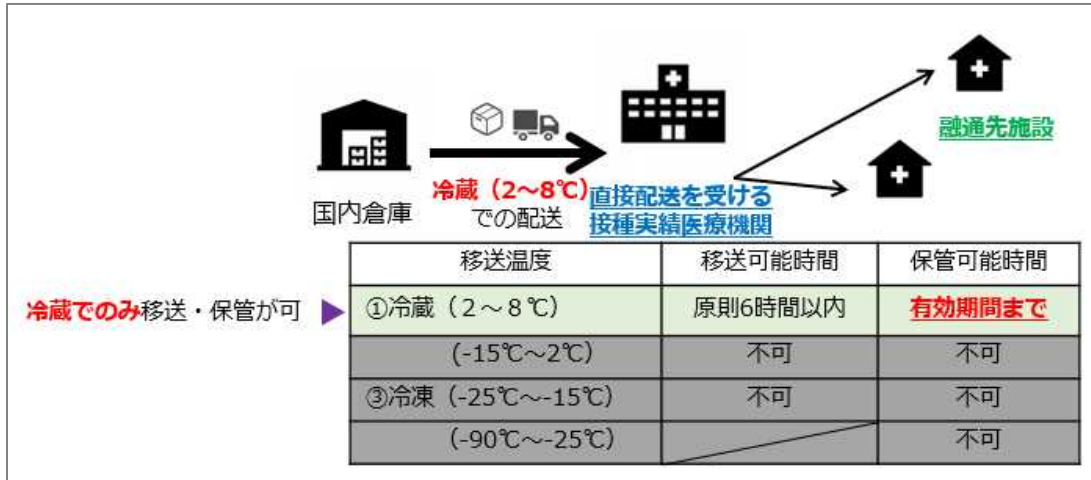 融通先施設
国内倉庫
冷蔵（2～8℃）
での配送
直接配送を受ける
接種実績医療機関
移送温度 移送可能時間 保管可能時間
冷蔵でのみ移送・保管が可
①冷蔵（2～8℃） 原則6時間以内 有効期間まで
(-15℃～2℃) 不可 不可
③冷凍（-25℃～-15℃) 不可 不可
(-90℃～-25℃) 不可